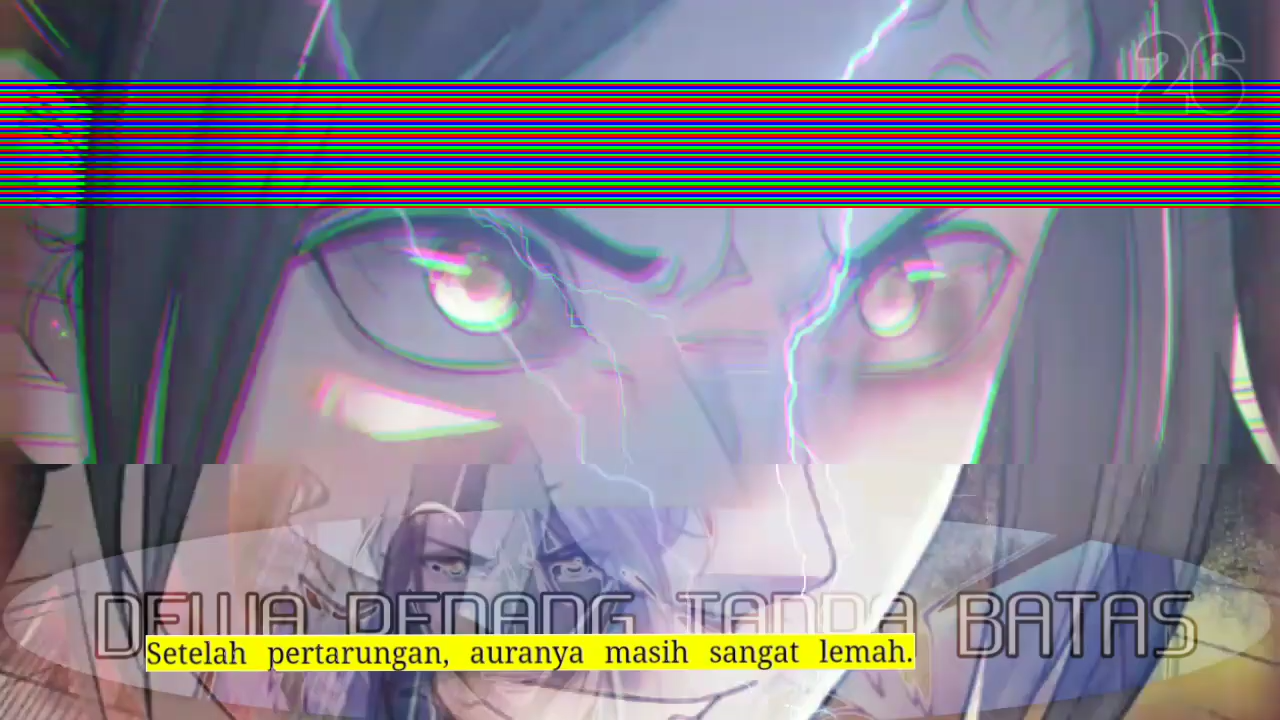 26
DEWA PEDANG TANPA BATAS
Setelah pertarungan, auranya masih sangat lemah.